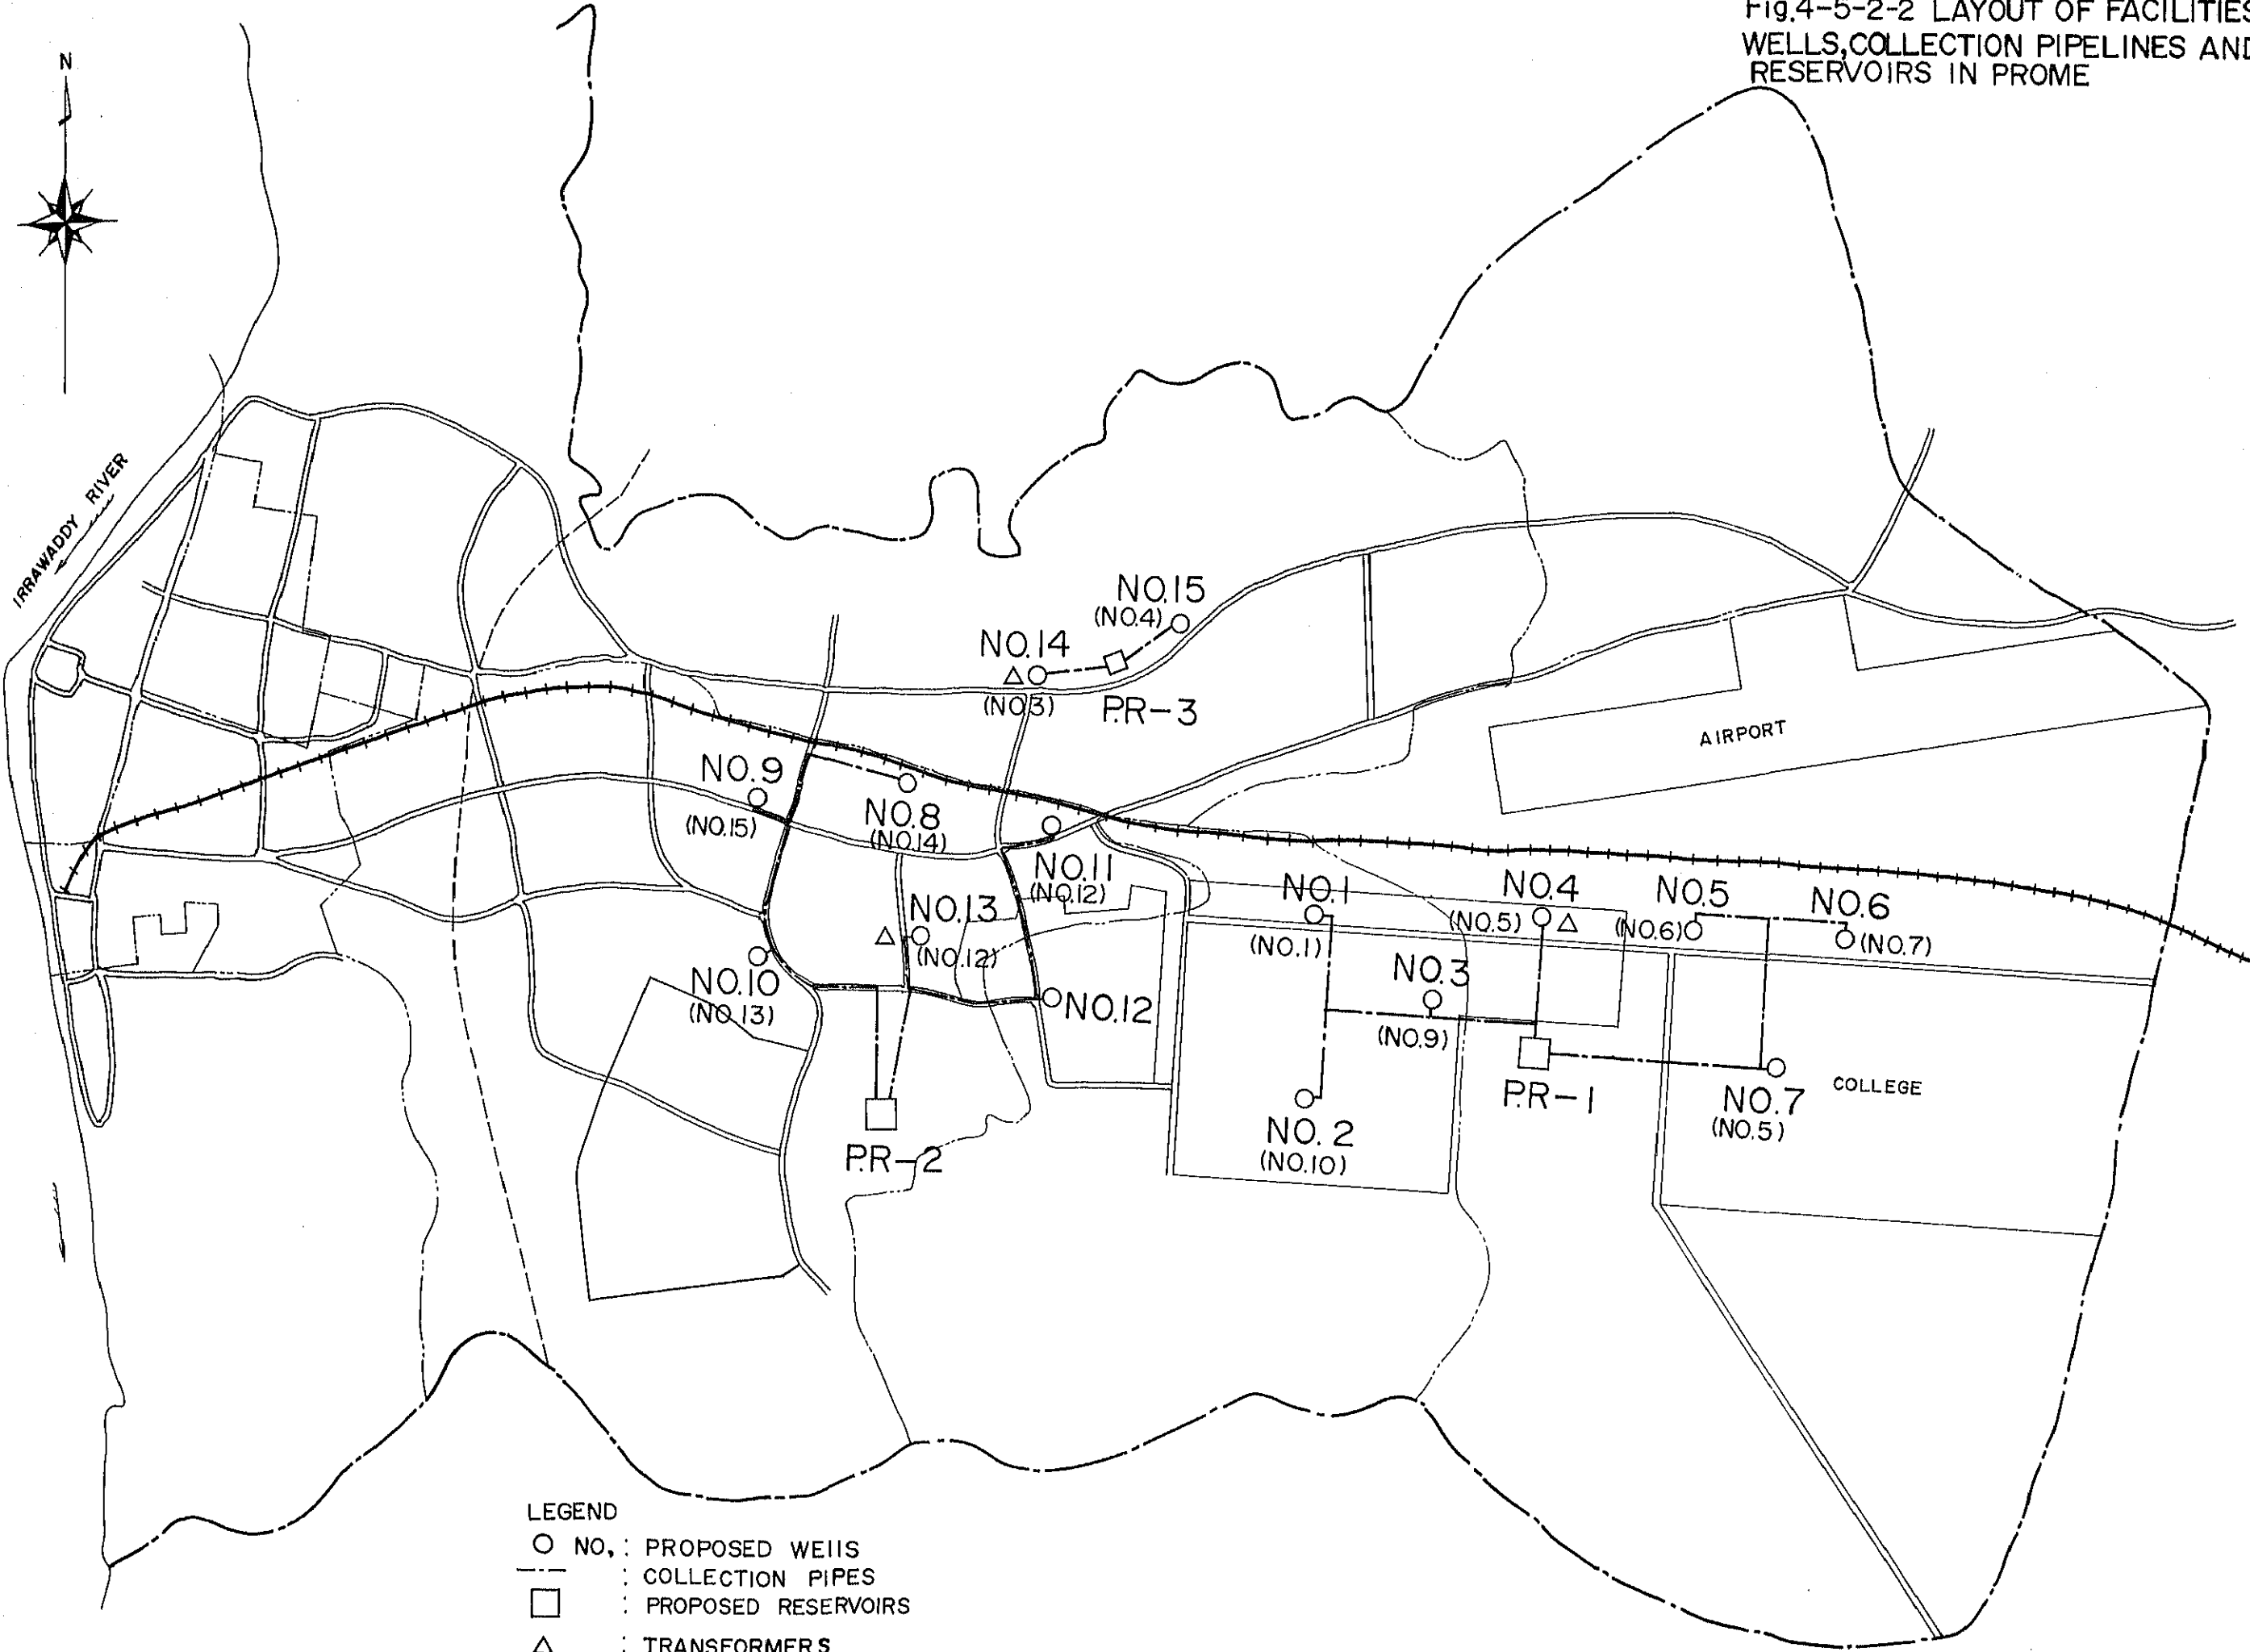 Fig.4-5-2-2 LAYOUT OF FACILITIES
WELLS,COLLECTION PIPELINES AND
RESERVOIRS IN PROME
N
IRRAWADDY RIVER
NO.15
(NO.4)
NO.14
(NO3)
P.R-3
AIRPORT
NO.9
(NO.15)
NO.8
(NO.14)
NO.11
(NO.12)
NO.13
(NO.12)
NO.10
(NO.13)
NO.12
NO.1
(NO.1)
NO.4
(NO.5)
NO.5
(NO.6)
NO.6
(NO.7)
NO.3
(NO.9)
P.R-1
NO.7
(NO.5)
COLLEGE
NO. 2
(NO.10)
P.R-2
LEGEND
NO, : PROPOSED WEllS
: COLLECTION PIPES
: PROPOSED RESERVOIRS
: TRANSFORMERS